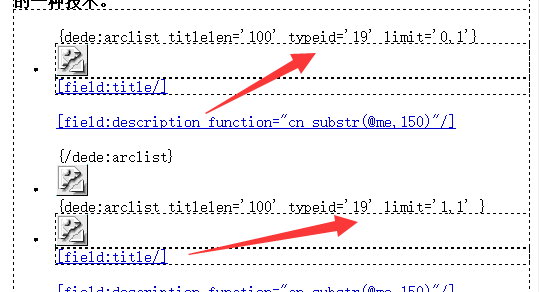 的一种技术。
{dede:arclist titlelen='100' typeid='19' limit='0,1'}
[field:title/]
[field:description function="cn_substr(@me,150)"/]
{/dede:arclist}
{dede:arclist titlelen='100' typeid='19' limit='1,1' }
[field:title/]
[field:description function="cn_substr(@me,150)"/]